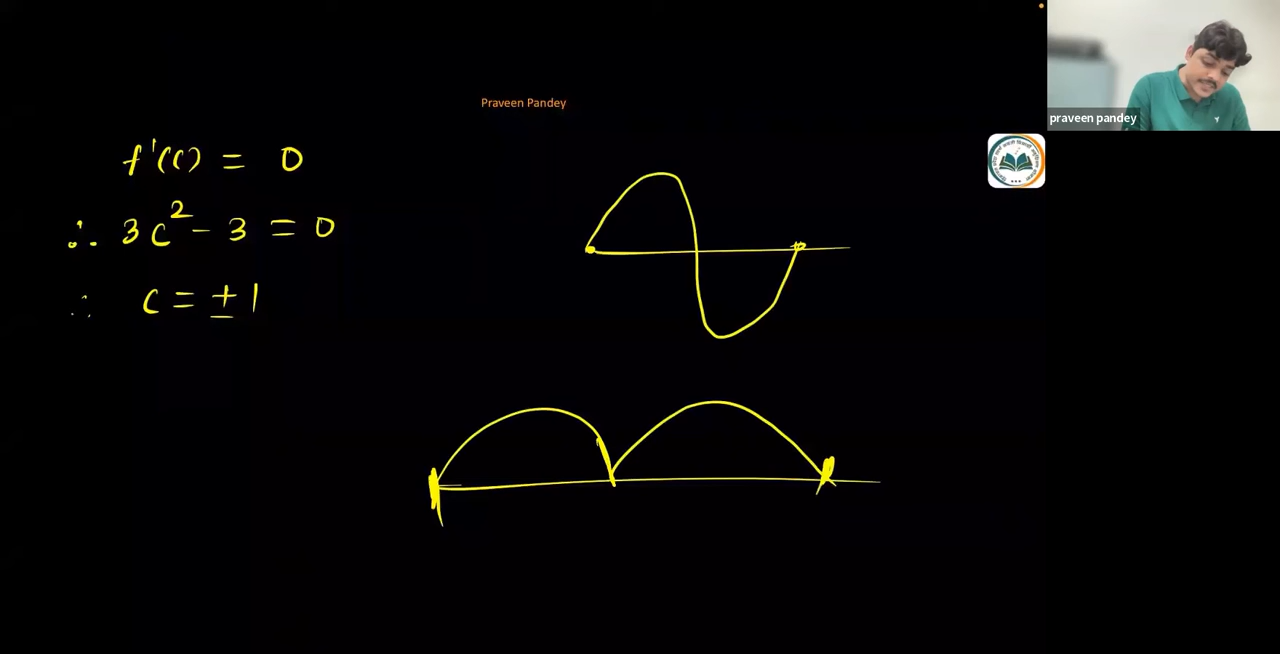 Praveen Pandey
praveen pandey
f'(c) = 0
∴ 3c² - 3 = 0
∴ c = ± 1